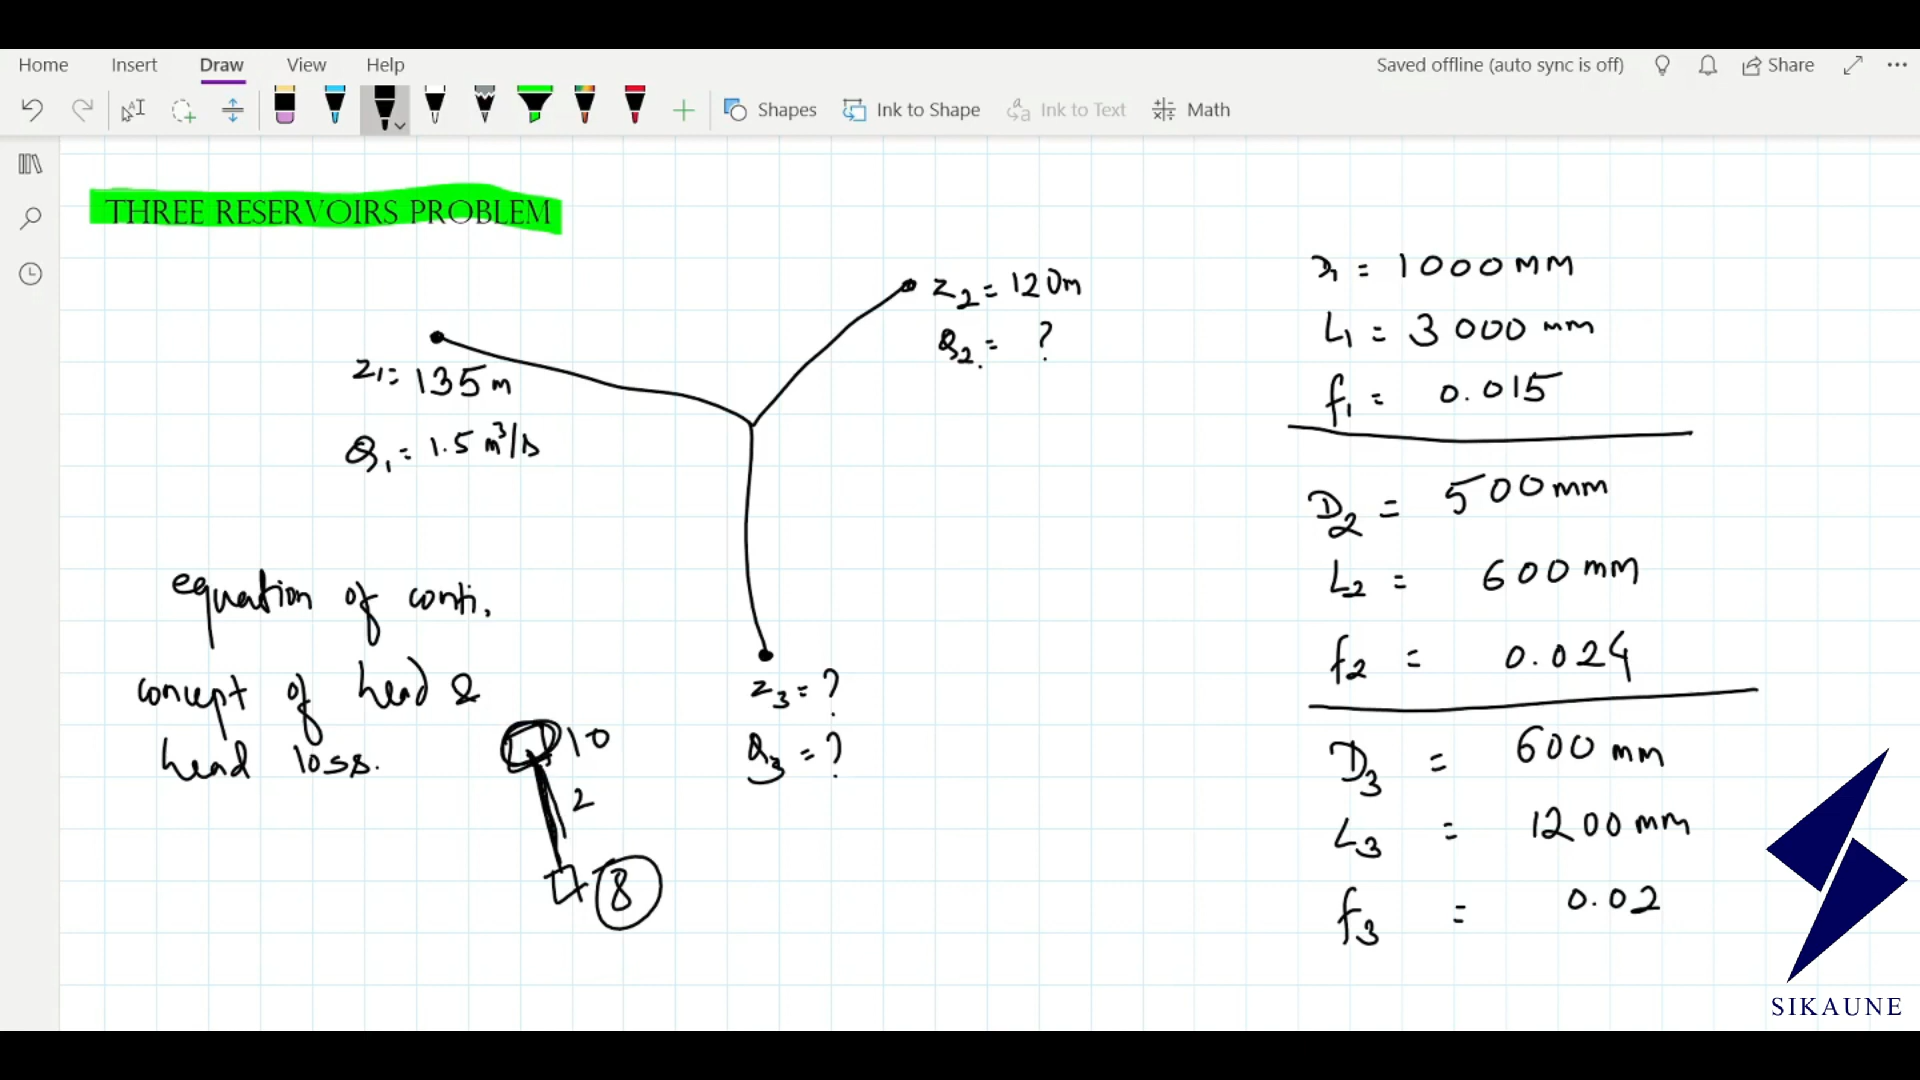 Home Insert Draw View Help Saved offline (auto sync is off) Share
Shapes Ink to Shape Ink to Text Math
THREE RESERVOIRS PROBLEM
Z1 = 135 m
Q1 = 1.5 m³/s
Z2 = 120m
Q2 = ?
Z3 = ?
Q3 = ?
equation of conti.
concept of head &
head loss.
10
2
8
D1 = 1000 mm
L1 = 3000 mm
f1 = 0.015
D2 = 500 mm
L2 = 600 mm
f2 = 0.024
D3 = 600 mm
L3 = 1200 mm
f3 = 0.02
SIKAUNE